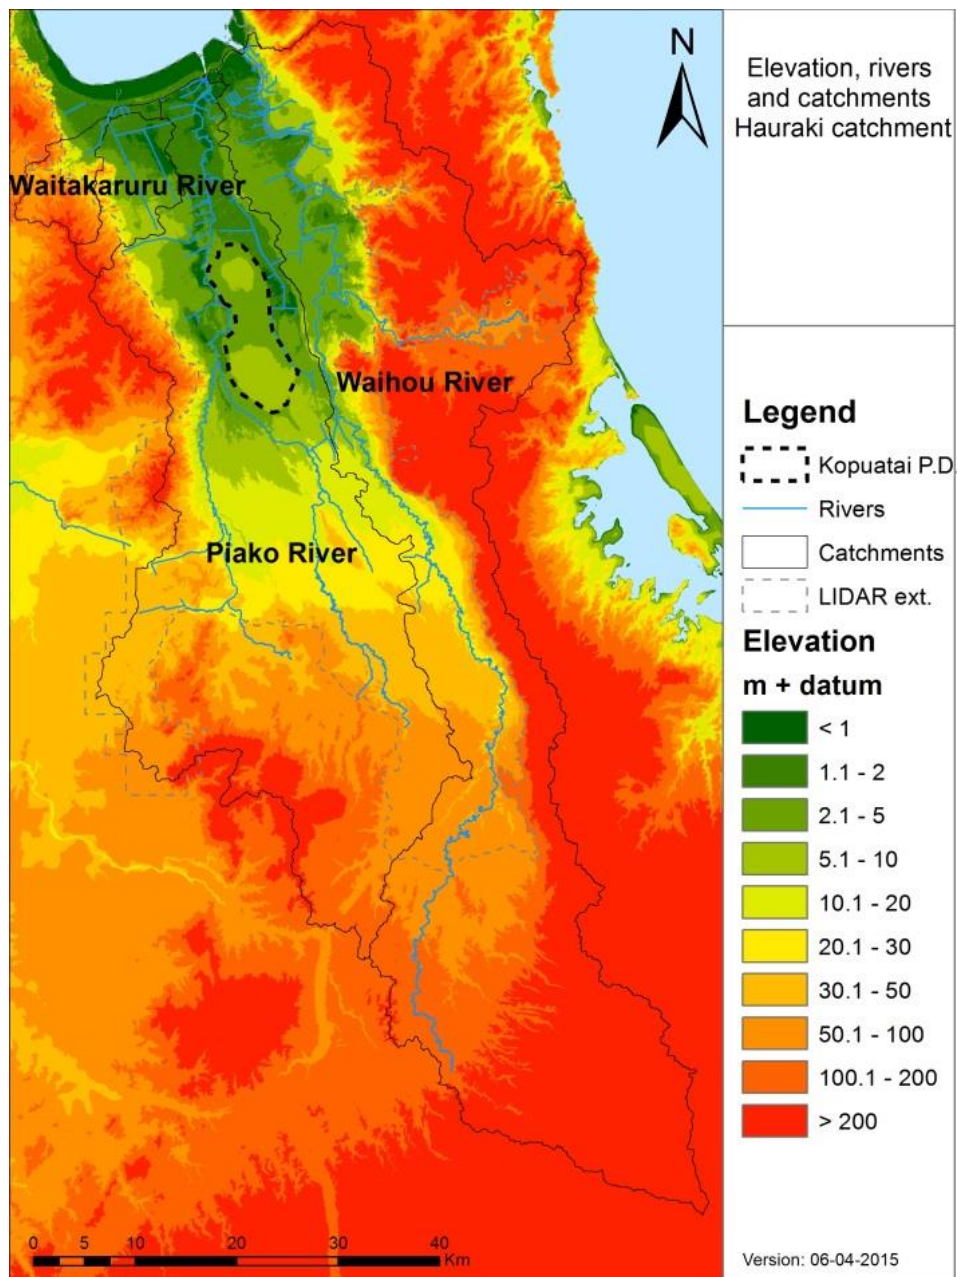 N
Elevation, rivers
and catchments
Hauraki catchment
Waitakaruru River
Waihou River
Piako River
Legend
Kopuatai P.D.
Rivers
Catchments
LIDAR ext.
Elevation
m + datum
< 1
1.1 - 2
2.1 - 5
5.1 - 10
10.1 - 20
20.1 - 30
30.1 - 50
50.1 - 100
100.1 - 200
> 200
0 5 10 20 30 40
Km
Version: 06-04-2015